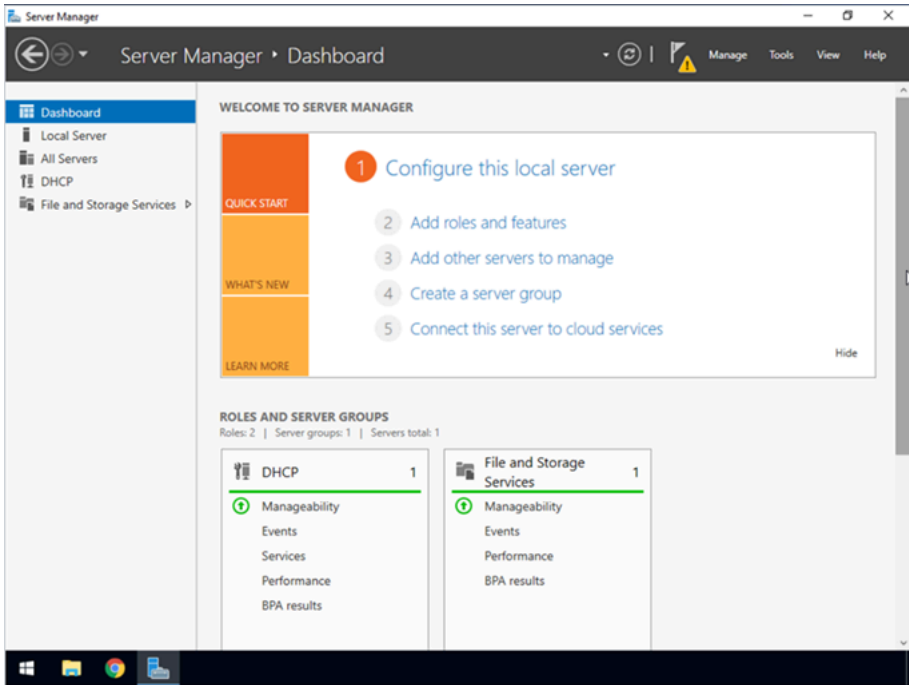 Server Manager
Server Manager • Dashboard
Manage Tools View Help
Dashboard
Local Server
All Servers
DHCP
File and Storage Services
WELCOME TO SERVER MANAGER
QUICK START
WHAT'S NEW
LEARN MORE
1 Configure this local server
2 Add roles and features
3 Add other servers to manage
4 Create a server group
5 Connect this server to cloud services
Hide
ROLES AND SERVER GROUPS
Roles: 2 | Server groups: 1 | Servers total: 1
DHCP 1
Manageability
Events
Services
Performance
BPA results
File and Storage
Services 1
Manageability
Events
Performance
BPA results